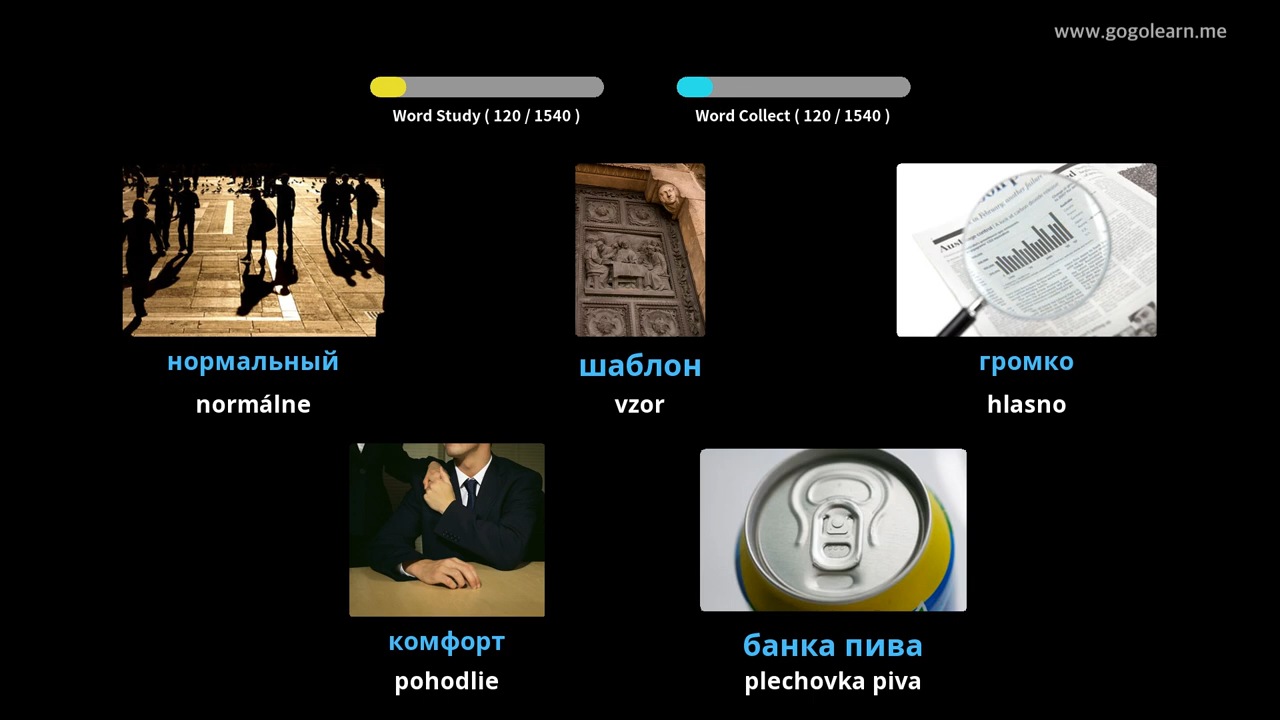 www.gogolearn.me
Word Study ( 120 / 1540 )
Word Collect ( 120 / 1540 )
нормальный
normálne
шаблон
vzor
громко
hlasno
комфорт
pohodlie
банка пива
plechovka piva